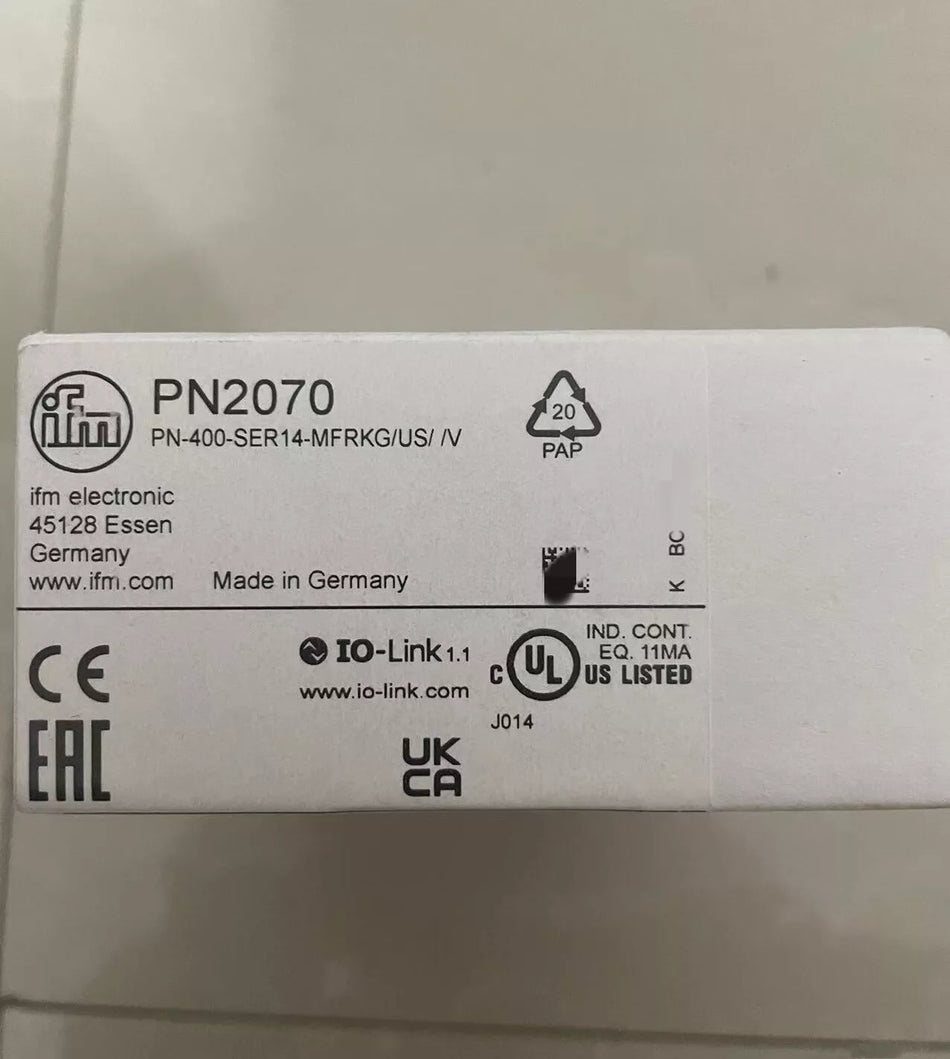 ifm
PN2070
PN-400-SER14-MFRKG/US/ /V
20
PAP
ifm electronic
45128 Essen
Germany
www.ifm.com
Made in Germany
K BC
CE
EAC
IO-Link 1.1
www.io-link.com
C UL US LISTED
IND. CONT.
EQ. 11MA
J014
UK
CA